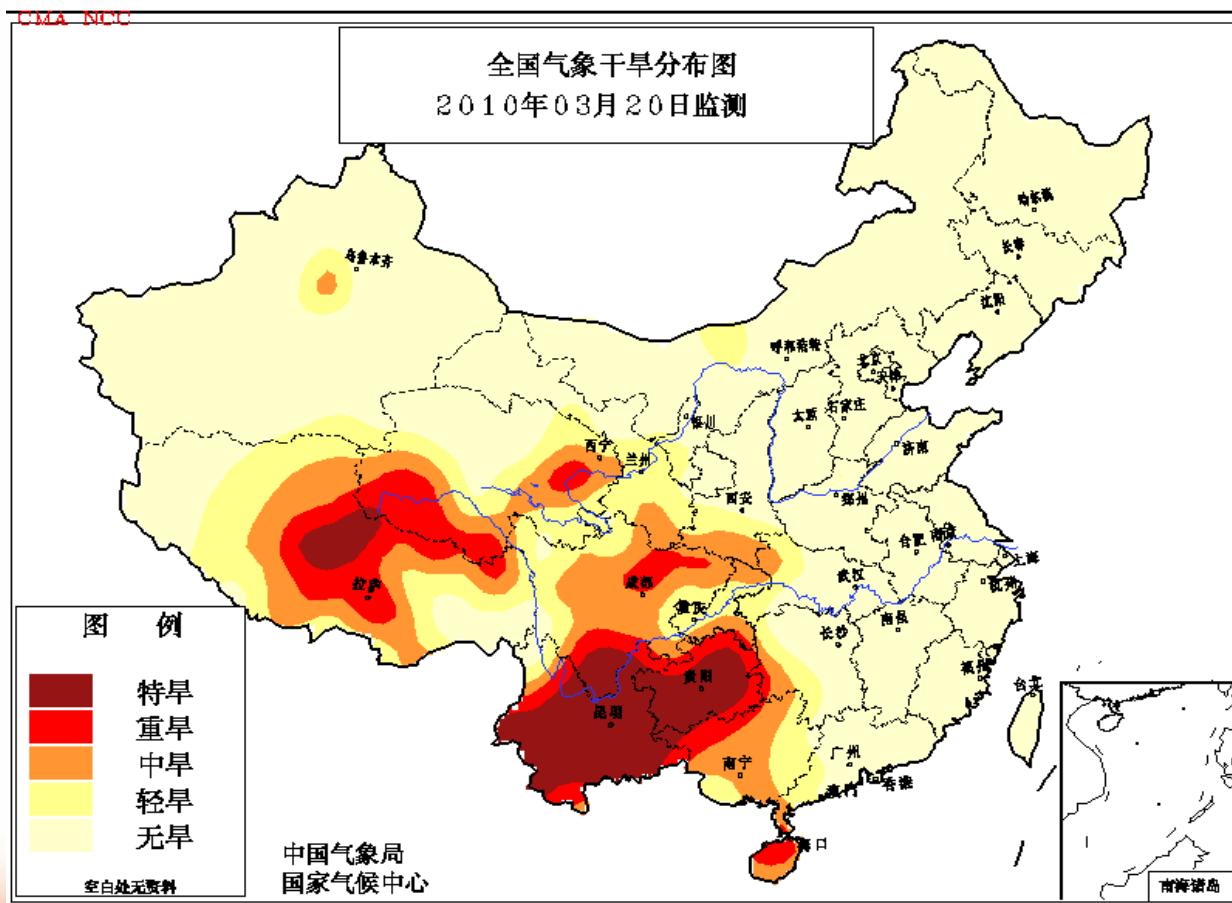 CMA NCC
全国气象干旱分布图
2010年03月20日监测
哈尔滨
长春
乌鲁木齐
沈阳
呼和浩特
北京
天津
银川
太原
石家庄
西宁
兰州
济南
西安
郑州
合肥
南京
上海
拉萨
成都
武汉
杭州
重庆
长沙
南昌
贵阳
福州
台北
昆明
广州
南宁
澳门
香港
海口
图 例
特旱
重旱
中旱
轻旱
无旱
空白处无资料
中国气象局
国家气候中心
南海诸岛